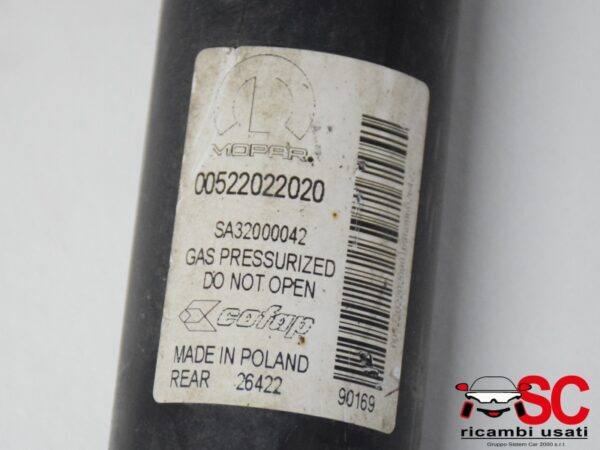 MOPAR
00522022020
SA32000042
GAS PRESSURIZED
DO NOT OPEN
cofap
MADE IN POLAND
REAR 26422
90169
SC
ricambi usati
Gruppo Sistem Car 2000 s.r.l.